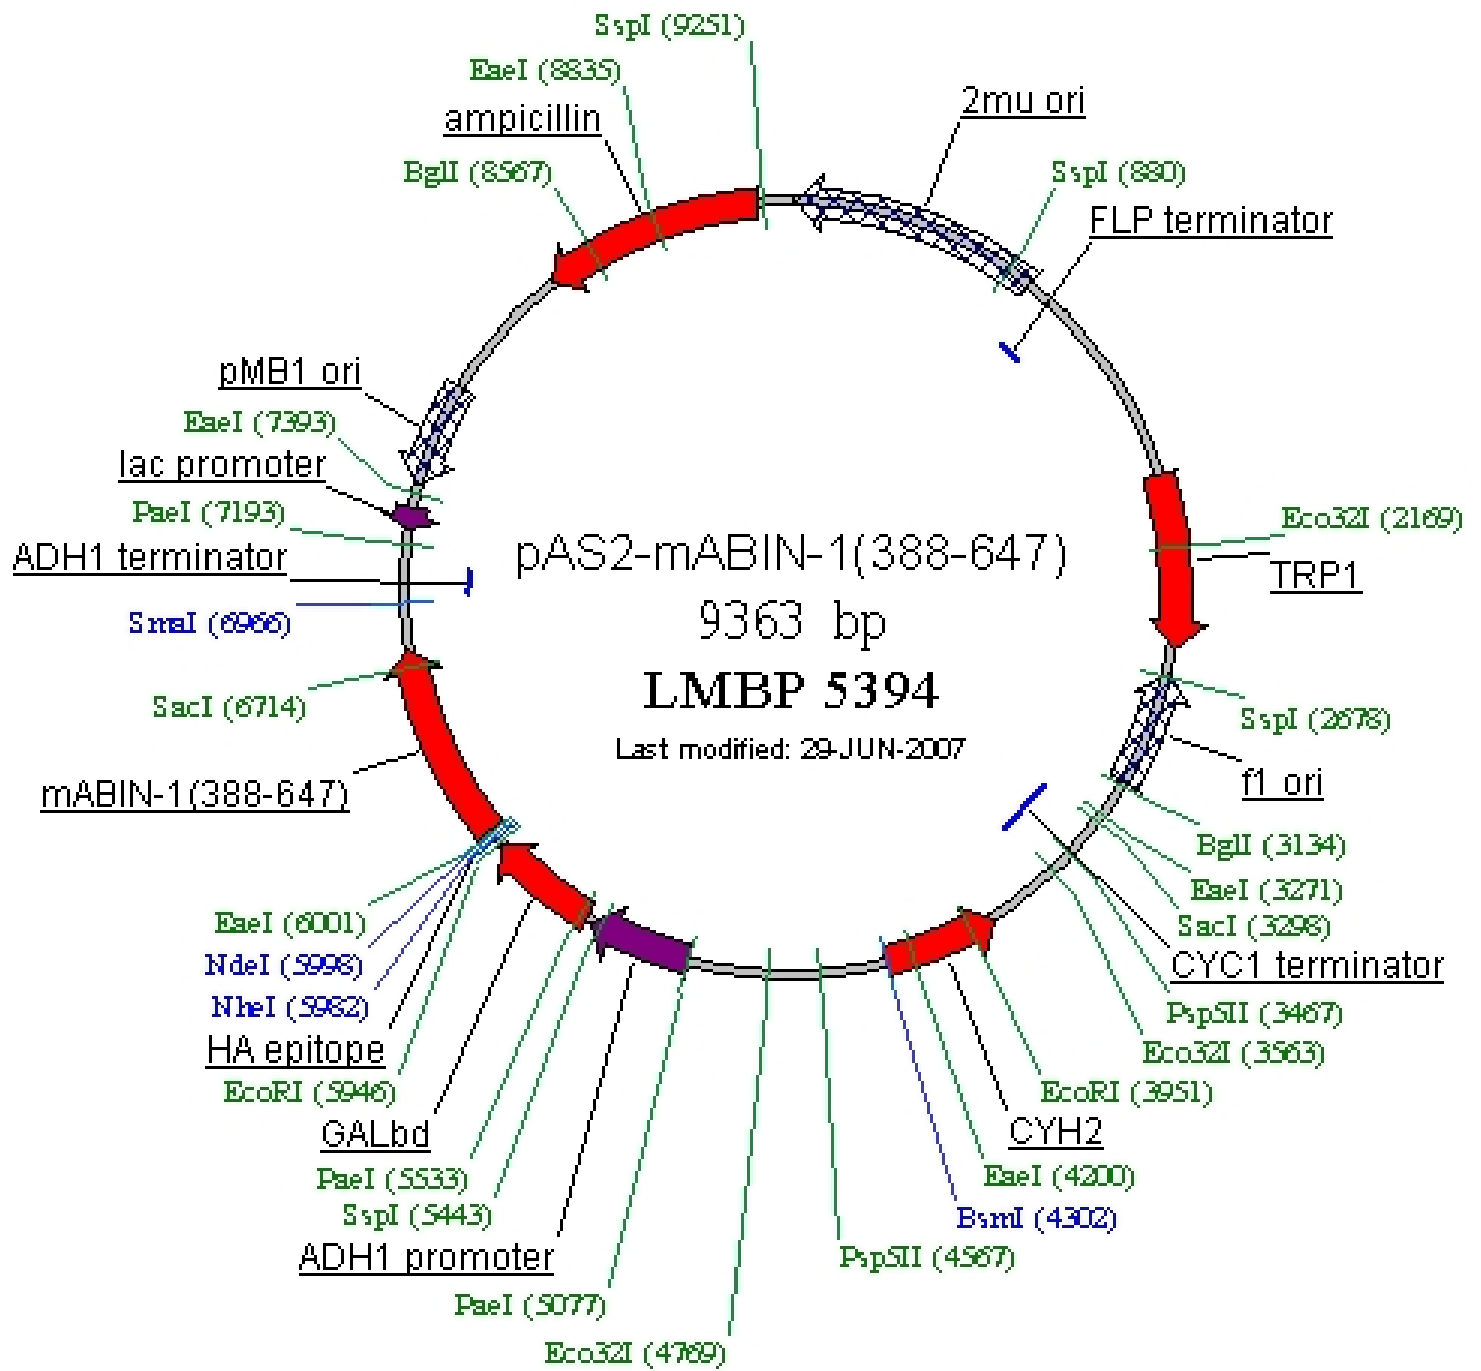 SspI (9251)
EaeI (8835)
2mu ori
ampicillin
BglI (8567)
SspI (880)
FLP terminator
pMB1 ori
EaeI (7393)
lac promoter
PaeI (7193)
Eco32I (2169)
ADH1 terminator
pAS2-mABIN-1(388-647)
TRP1
SmaI (6966)
9363 bp
LMBP 5394
SacI (6714)
SspI (2678)
Last modified: 29-JUN-2007
mABIN-1(388-647)
f1 ori
BglI (3134)
EaeI (3271)
EaeI (6001)
SacI (3298)
NdeI (5998)
CYC1 terminator
NheI (5982)
Psp5II (3467)
HA epitope
Eco32I (3563)
EcoRI (5946)
EcoRI (3951)
GALbd
CYH2
PaeI (5533)
EaeI (4200)
SspI (5443)
BsmI (4302)
ADH1 promoter
Psp5II (4567)
PaeI (5077)
Eco32I (4769)